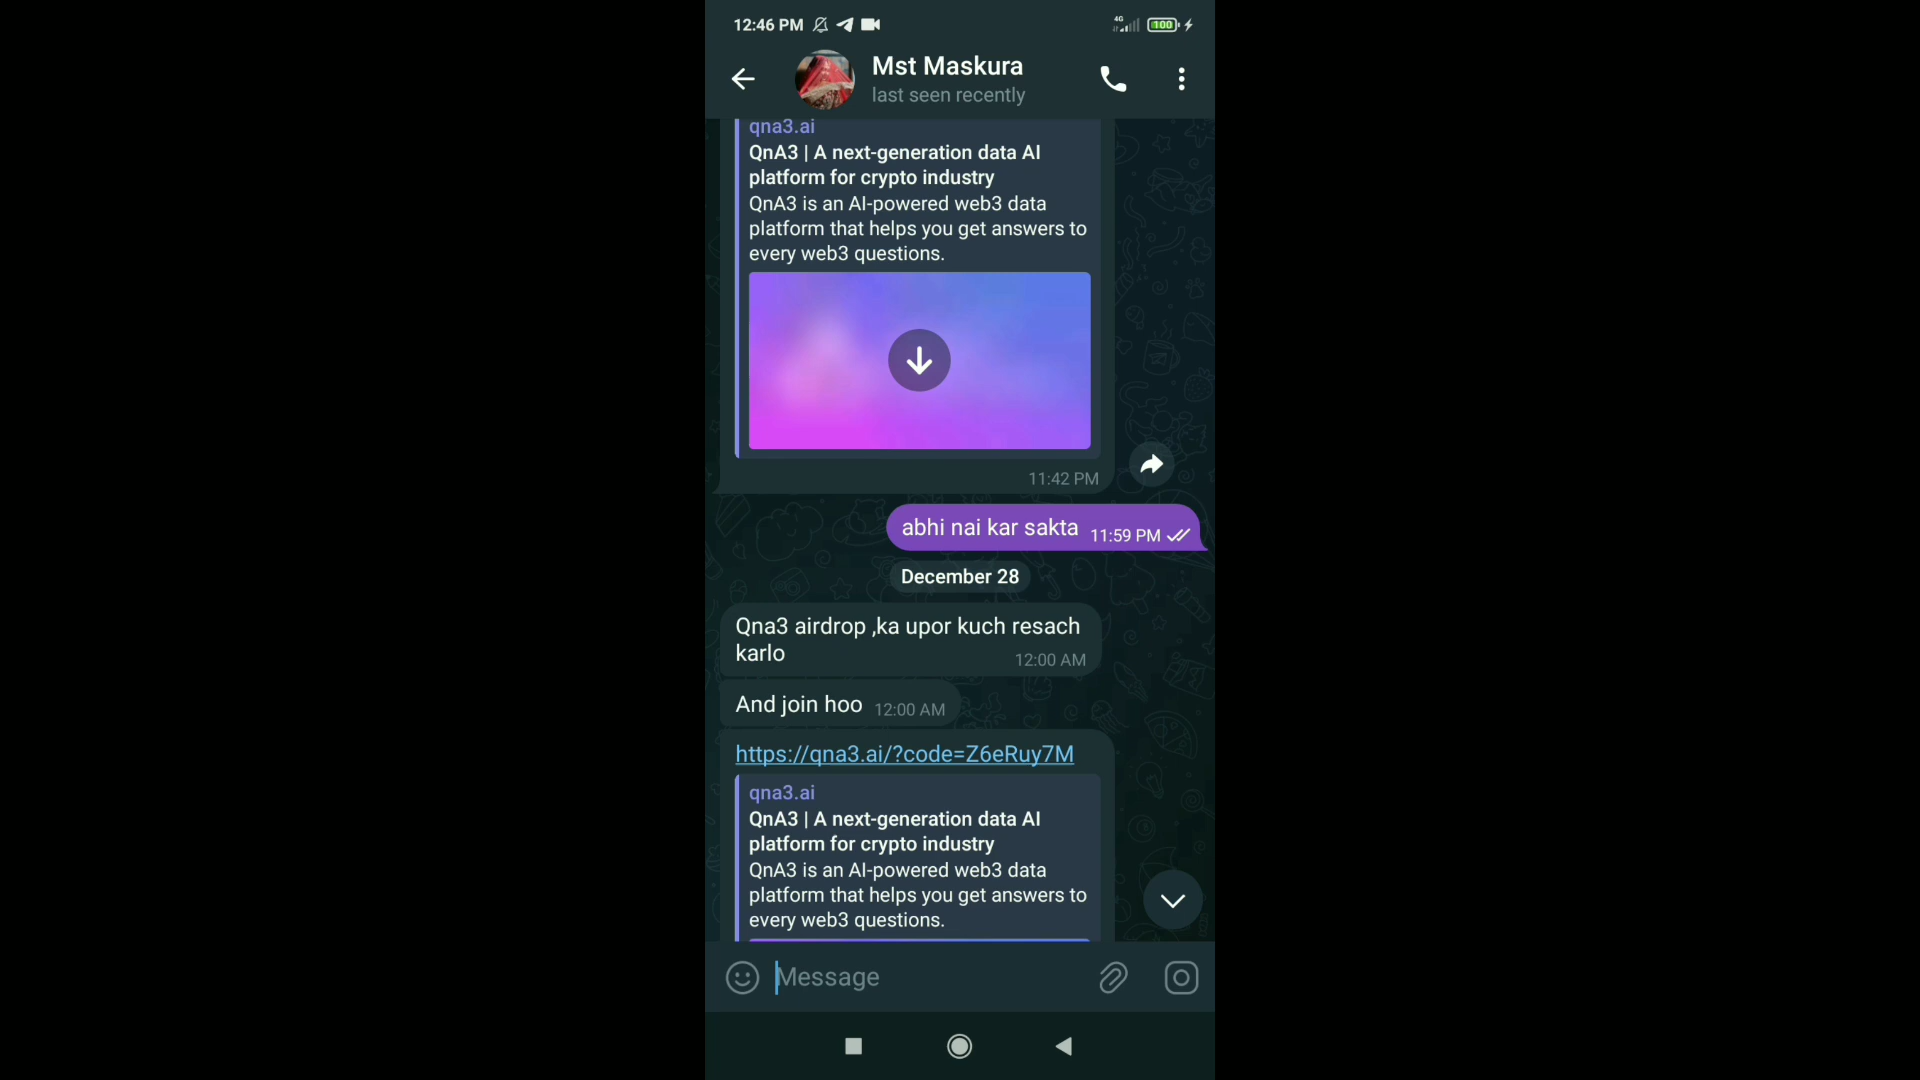 12:46 PM
4G
100
Mst Maskura
last seen recently
qna3.ai
QnA3 | A next-generation data AI
platform for crypto industry
QnA3 is an AI-powered web3 data
platform that helps you get answers to
every web3 questions.
11:42 PM
abhi nai kar sakta 11:59 PM
December 28
Qna3 airdrop ,ka upor kuch resach
karlo
12:00 AM
And join hoo 12:00 AM
https://qna3.ai/?code=Z6eRuy7M
qna3.ai
QnA3 | A next-generation data AI
platform for crypto industry
QnA3 is an AI-powered web3 data
platform that helps you get answers to
every web3 questions.
Message